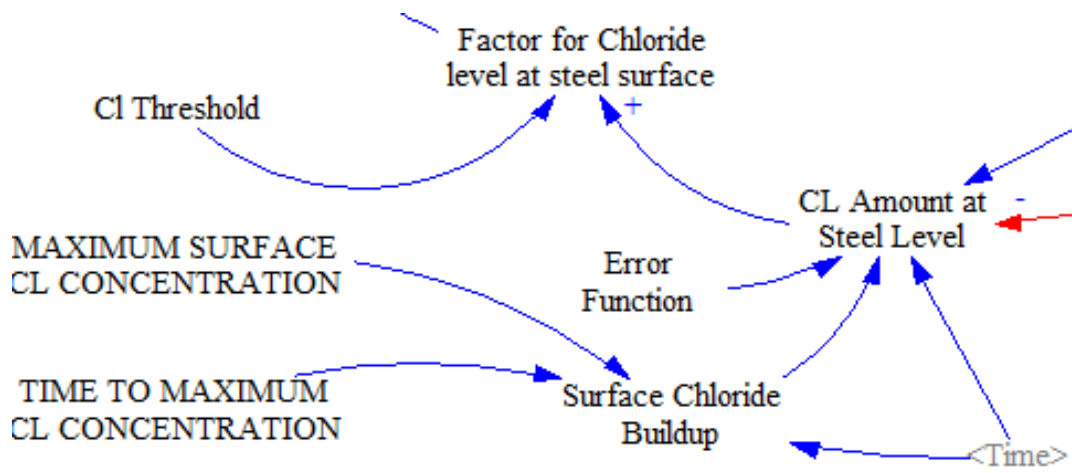 Factor for Chloride
level at steel surface
+
Cl Threshold
CL Amount at
Steel Level
-
MAXIMUM SURFACE
CL CONCENTRATION
Error
Function
TIME TO MAXIMUM
CL CONCENTRATION
Surface Chloride
Buildup
<Time>